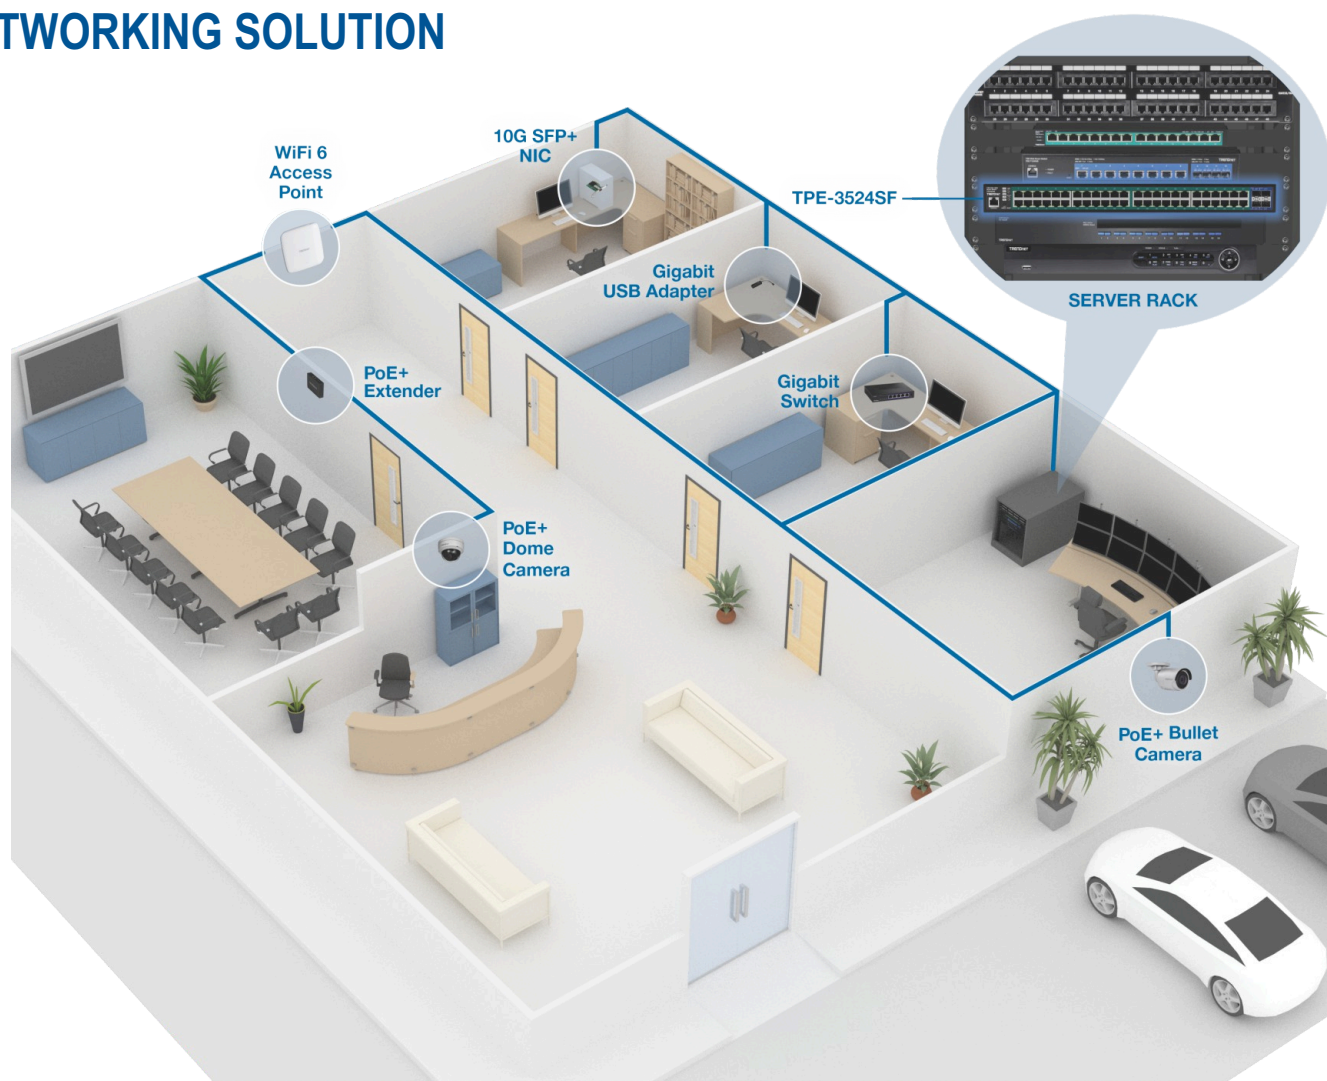 TWORKING SOLUTION
10G SFP+
NIC
WiFi 6
Access
Point
TPE-3524SF
SERVER RACK
Gigabit
USB Adapter
PoE+
Extender
Gigabit
Switch
PoE+
Dome
Camera
PoE+ Bullet
Camera